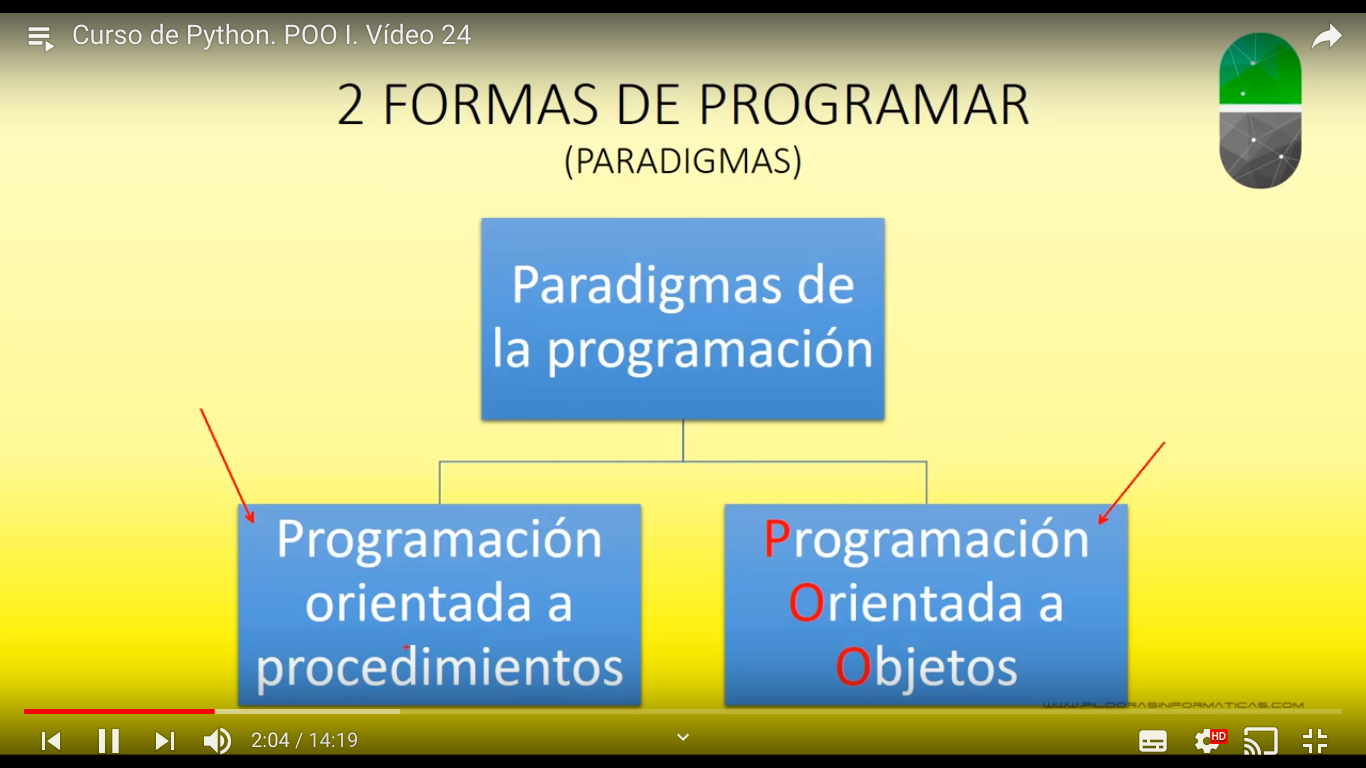 Curso de Python. POO I. Vídeo 24
2 FORMAS DE PROGRAMAR
(PARADIGMAS)
Paradigmas de
la programación
Programación
orientada a
procedimientos
Programación
Orientada a
Objetos
WWW.PILDORASINFORMATICAS.COM
2:04 / 14:19
HD